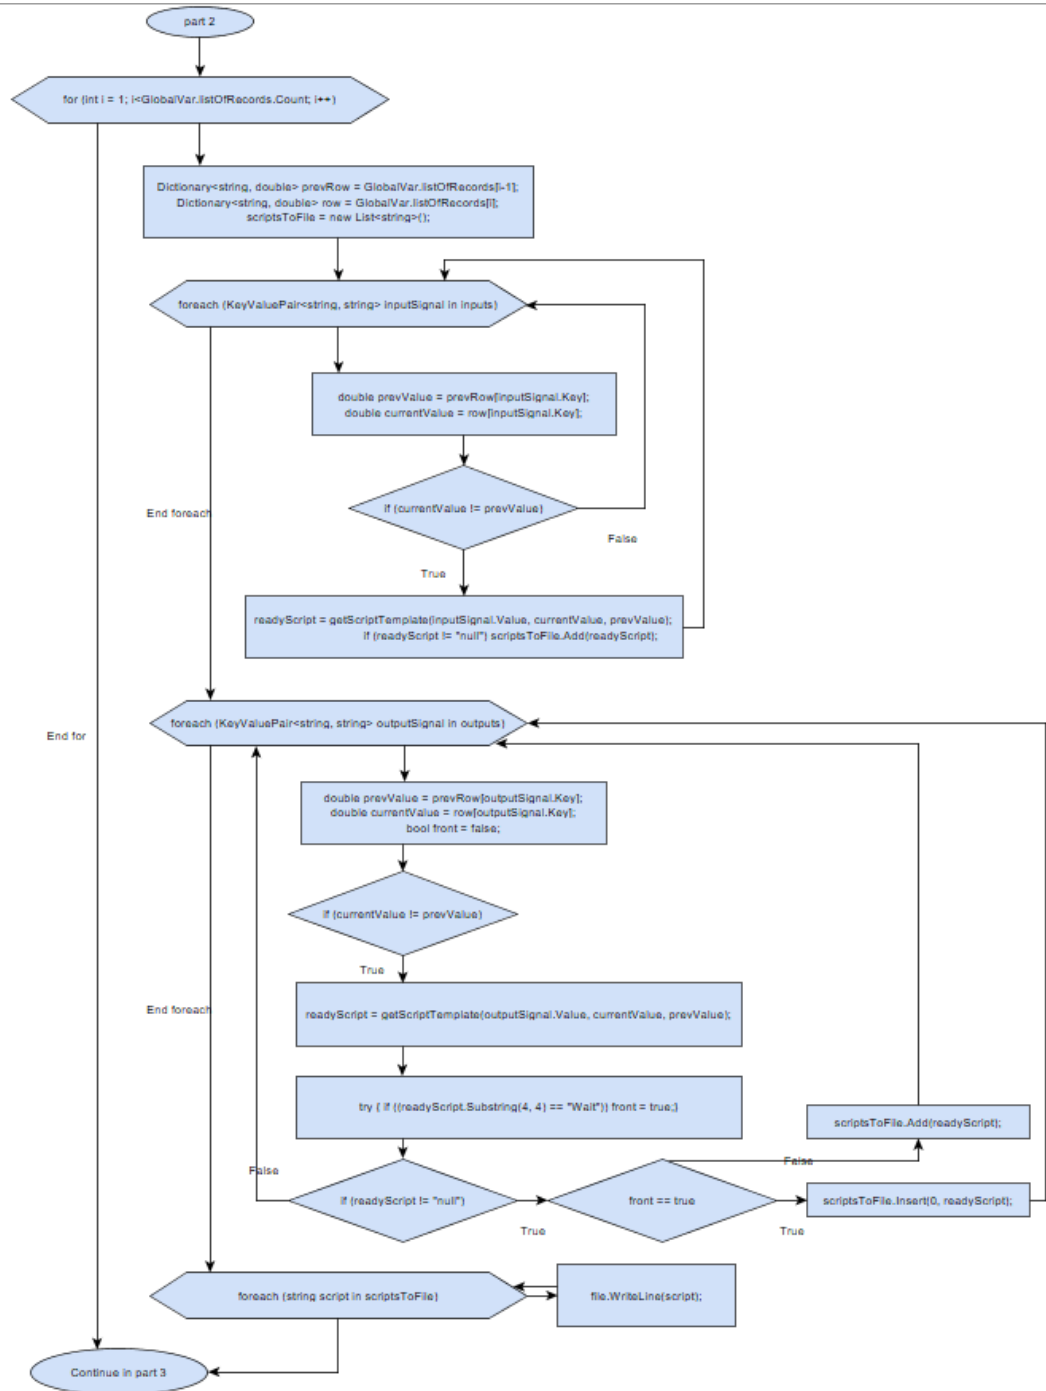 part 2
for (int i = 1; i<GlobalVar.listOfRecords.Count; i++)
Dictionary<string, double> prevRow = GlobalVar.listOfRecords[i-1];
Dictionary<string, double> row = GlobalVar.listOfRecords[i];
scriptsToFile = new List<string>();
foreach (KeyValuePair<string, string> inputSignal in inputs)
double prevValue = prevRow[inputSignal.Key];
double currentValue = row[inputSignal.Key];
if (currentValue != prevValue)
End foreach
False
True
readyScript = getScriptTemplate(inputSignal.Value, currentValue, prevValue);
if (readyScript != "null") scriptsToFile.Add(readyScript);
foreach (KeyValuePair<string, string> outputSignal in outputs)
End for
double prevValue = prevRow[outputSignal.Key];
double currentValue = row[outputSignal.Key];
bool front = false;
if (currentValue != prevValue)
True
End foreach
readyScript = getScriptTemplate(outputSignal.Value, currentValue, prevValue);
try { if ((readyScript.Substring(4, 4) == "Wait")) front = true;}
scriptsToFile.Add(readyScript);
False
False
if (readyScript != "null")
front == true
scriptsToFile.Insert(0, readyScript);
True
True
foreach (string script in scriptsToFile)
file.WriteLine(script);
Continue in part 3